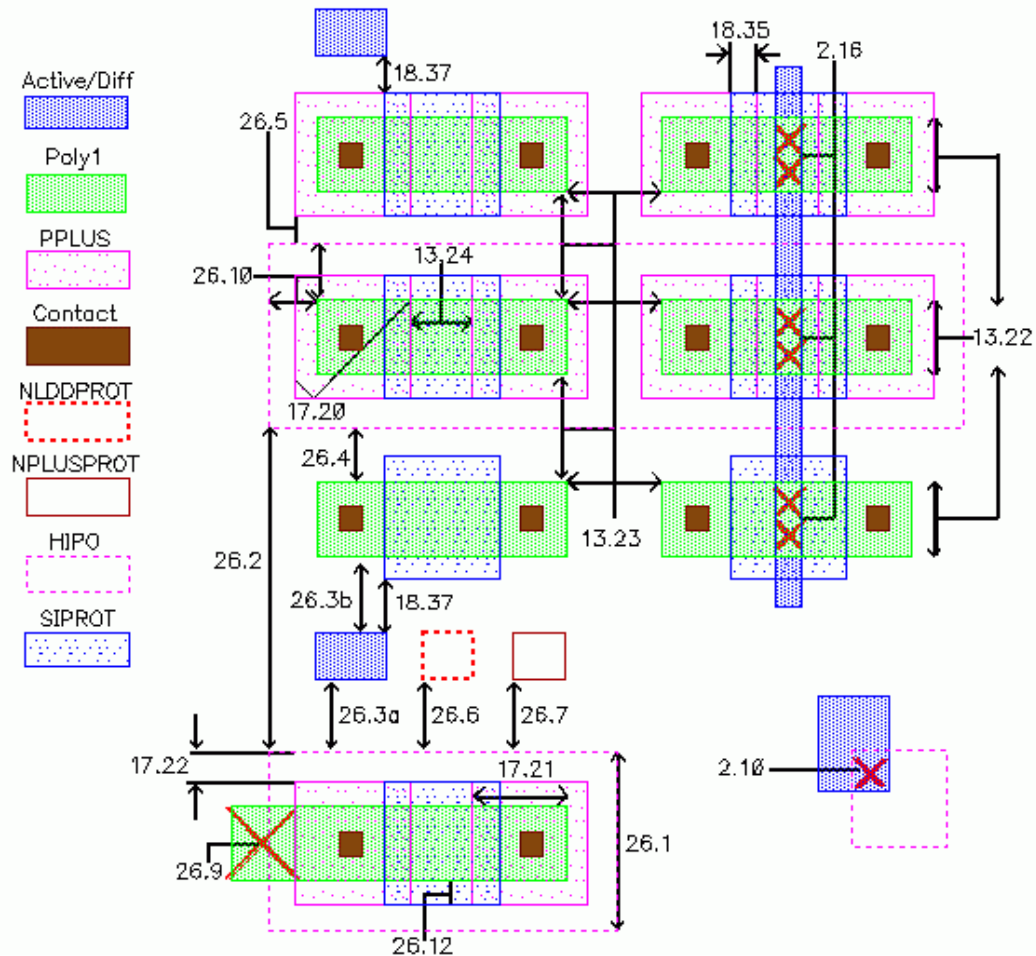 Active/Diff
Poly1
PPLUS
Contact
NLDDPROT
NPLUSPROT
HIPO
SIPROT
18.37
18.35
2.16
26.5
26.10
13.24
13.22
17.20
26.4
13.23
26.2
26.3b
18.37
26.3a
26.6
26.7
17.22
17.21
2.10
26.1
26.9
26.12